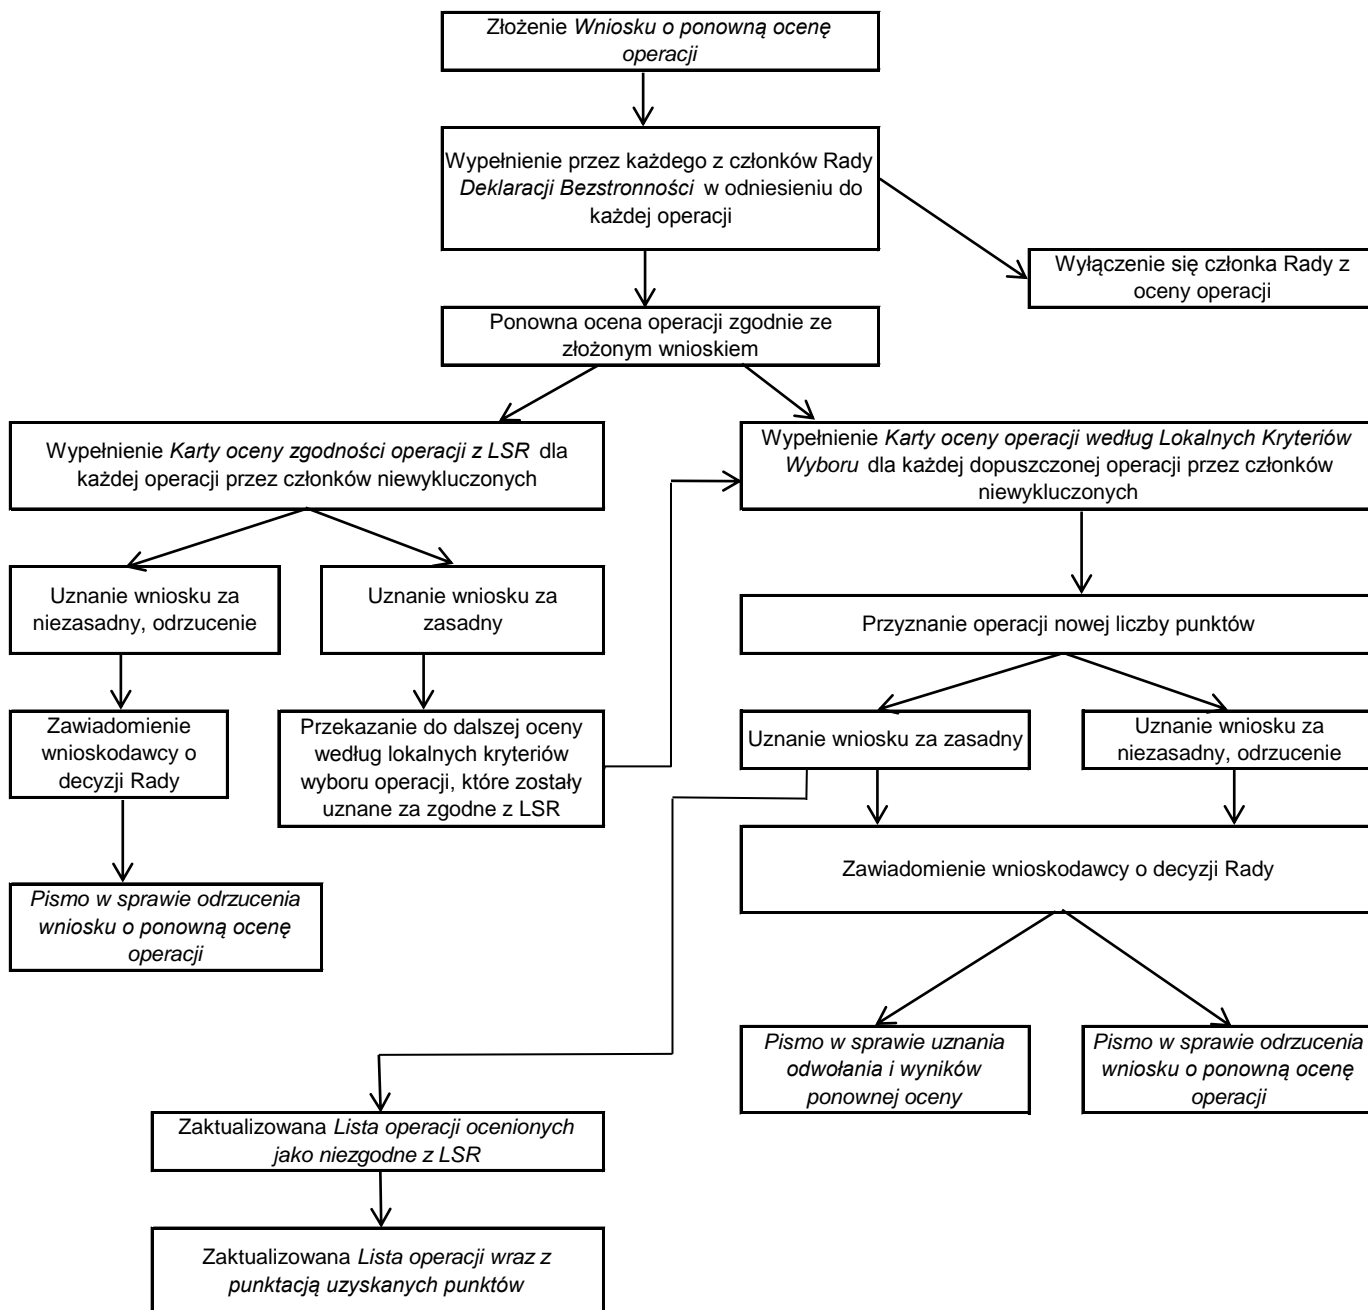 Złożenie Wniosku o ponowną ocenę
operacji
Wypełnienie przez każdego z członków Rady
Deklaracji Bezstronności w odniesieniu do
każdej operacji
Wyłączenie się członka Rady z
oceny operacji
Ponowna ocena operacji zgodnie ze
złożonym wnioskiem
Wypełnienie Karty oceny zgodności operacji z LSR dla
każdej operacji przez członków niewykluczonych
Wypełnienie Karty oceny operacji według Lokalnych Kryteriów
Wyboru dla każdej dopuszczonej operacji przez członków
niewykluczonych
Uznanie wniosku za
niezasadny, odrzucenie
Uznanie wniosku za
zasadny
Przyznanie operacji nowej liczby punktów
Zawiadomienie
wnioskodawcy o
decyzji Rady
Przekazanie do dalszej oceny
według lokalnych kryteriów
wyboru operacji, które zostały
uznane za zgodne z LSR
Uznanie wniosku za zasadny
Uznanie wniosku za
niezasadny, odrzucenie
Zawiadomienie wnioskodawcy o decyzji Rady
Pismo w sprawie odrzucenia
wniosku o ponowną ocenę
operacji
Pismo w sprawie uznania
odwołania i wyników
ponownej oceny
Pismo w sprawie odrzucenia
wniosku o ponowną ocenę
operacji
Zaktualizowana Lista operacji ocenionych
jako niezgodne z LSR
Zaktualizowana Lista operacji wraz z
punktacją uzyskanych punktów